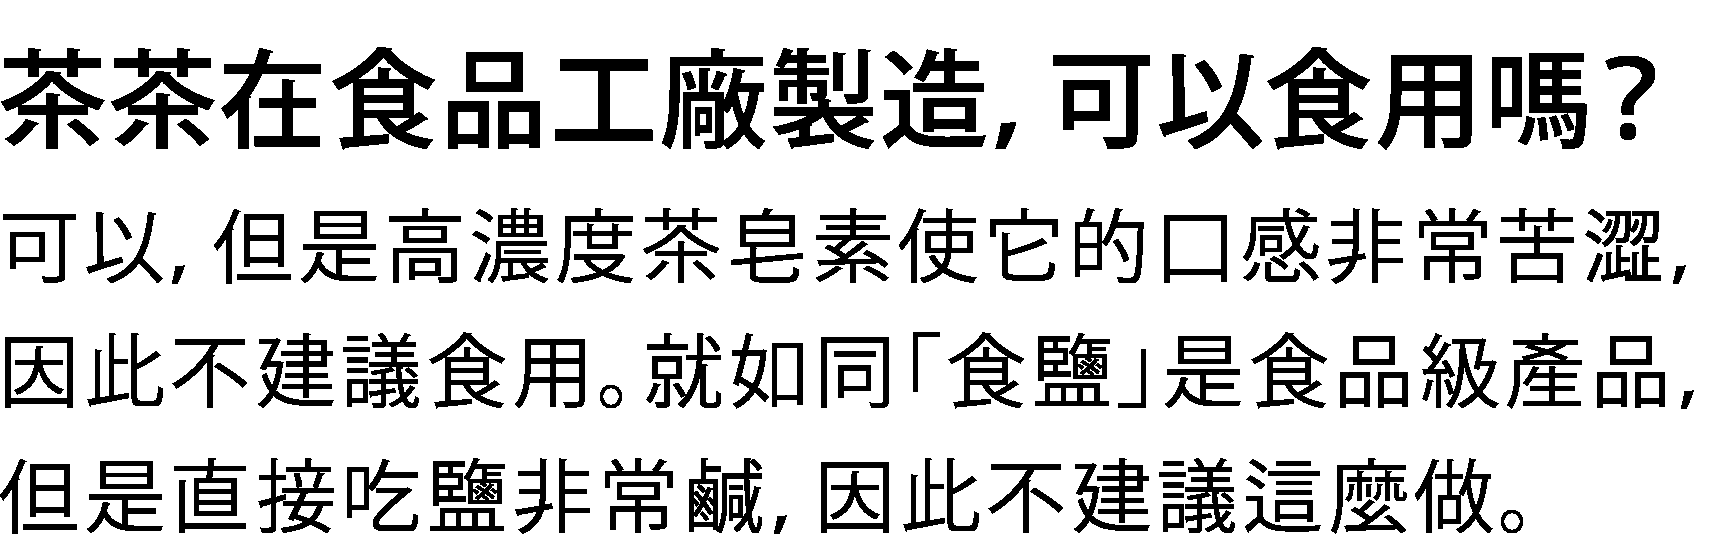 茶茶在食品工廠製造,可以食用嗎?
可以,但是高濃度茶皂素使它的口感非常苦澀,
因此不建議食用。就如同「食鹽」是食品級產品,
但是直接吃鹽非常鹹,因此不建議這麼做。